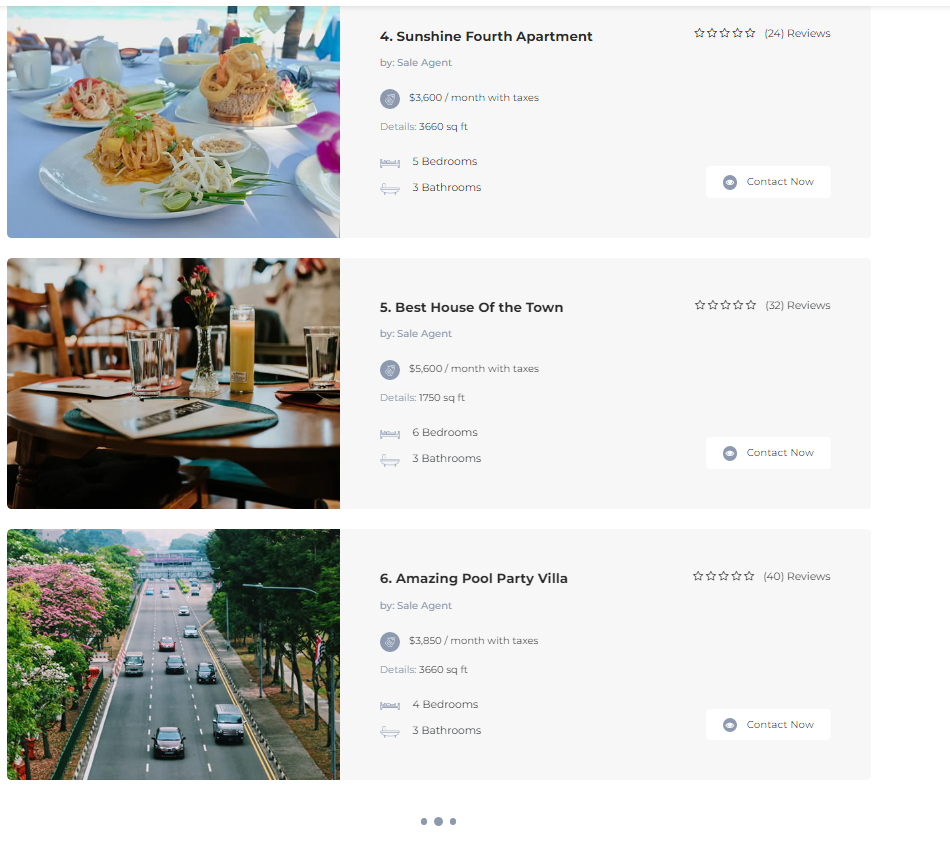 4. Sunshine Fourth Apartment
(24) Reviews
by: Sale Agent
$3,600 / month with taxes
Details: 3660 sq ft
5 Bedrooms
3 Bathrooms
Contact Now
5. Best House Of the Town
(32) Reviews
by: Sale Agent
$5,600 / month with taxes
Details: 1750 sq ft
6 Bedrooms
3 Bathrooms
Contact Now
6. Amazing Pool Party Villa
(40) Reviews
by: Sale Agent
$3,850 / month with taxes
Details: 3660 sq ft
4 Bedrooms
3 Bathrooms
Contact Now